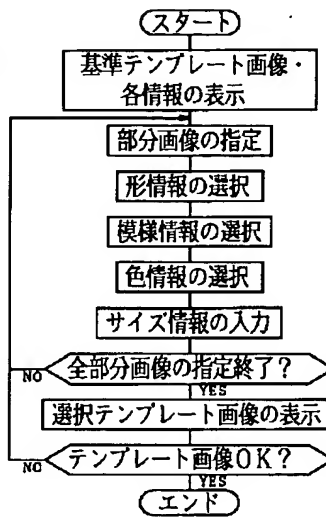 スタート
基準テンプレート画像・
各情報の表示
部分画像の指定
形情報の選択
模様情報の選択
色情報の選択
サイズ情報の入力
全部分画像の指定終了?
NO
YES
選択テンプレート画像の表示
テンプレート画像OK?
NO
YES
エンド